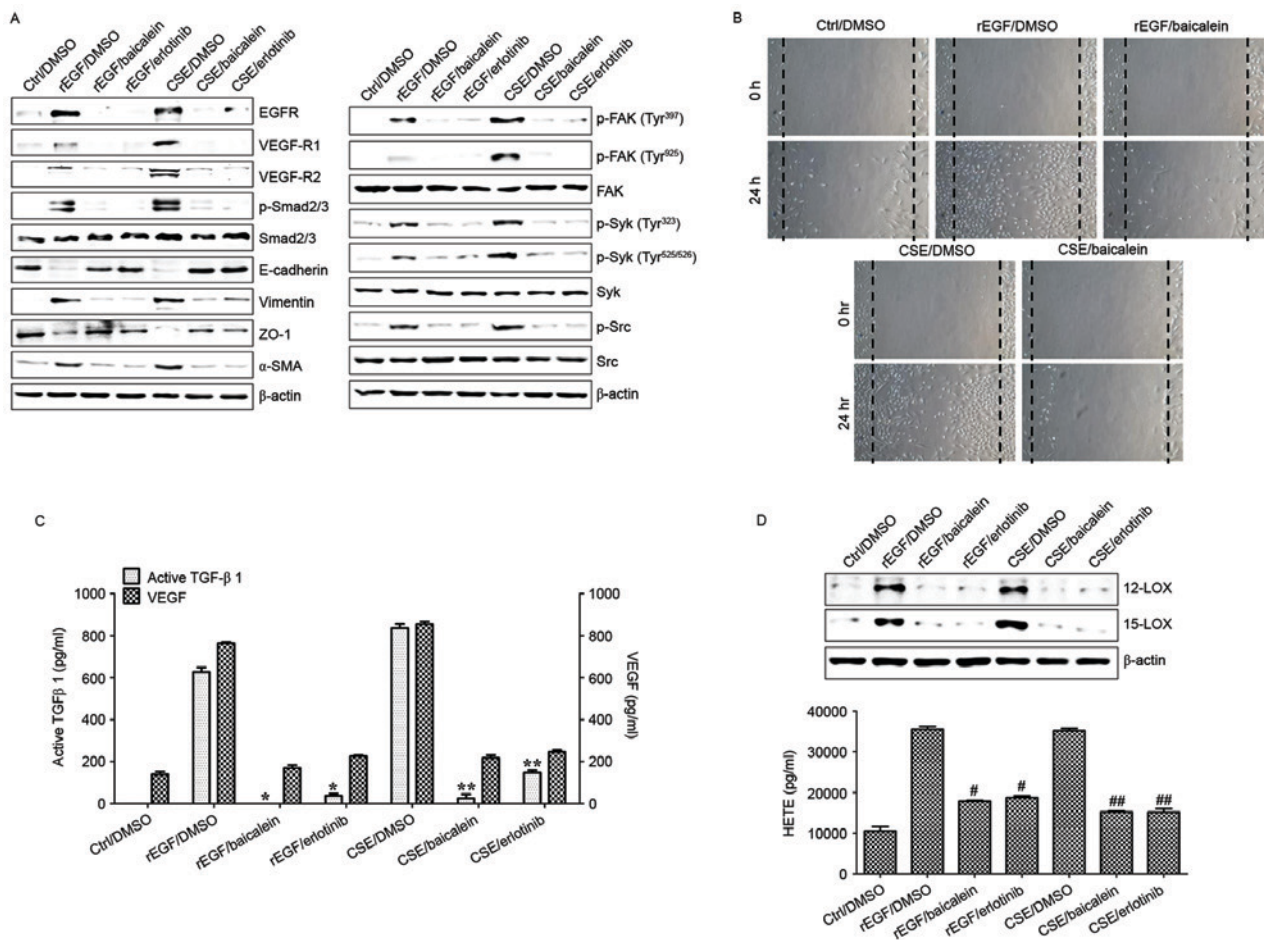 A
Ctrl/DMSO
rEGF/DMSO
rEGF/baicalein
rEGF/erlotinib
CSE/DMSO
CSE/baicalein
CSE/erlotinib
EGFR
VEGF-R1
VEGF-R2
p-Smad2/3
Smad2/3
E-cadherin
Vimentin
ZO-1
α-SMA
β-actin
Ctrl/DMSO
rEGF/DMSO
rEGF/baicalein
rEGF/erlotinib
CSE/DMSO
CSE/baicalein
CSE/erlotinib
p-FAK (Tyr³⁹⁷)
p-FAK (Tyr⁹²⁵)
FAK
p-Syk (Tyr³²³)
p-Syk (Tyr⁵²⁵/⁵²⁶)
Syk
p-Src
Src
β-actin
B
Ctrl/DMSO
rEGF/DMSO
rEGF/baicalein
0 h
24 h
CSE/DMSO
CSE/baicalein
0 hr
24 hr
C
Active TGF-β 1
VEGF
Active TGFβ 1 (pg/ml)
1000
800
600
400
200
0
VEGF (pg/ml)
1000
800
600
400
200
0
*
*
**
**
Ctrl/DMSO
rEGF/DMSO
rEGF/baicalein
rEGF/erlotinib
CSE/DMSO
CSE/baicalein
CSE/erlotinib
D
Ctrl/DMSO
rEGF/DMSO
rEGF/baicalein
rEGF/erlotinib
CSE/DMSO
CSE/baicalein
CSE/erlotinib
12-LOX
15-LOX
β-actin
HETE (pg/ml)
40000
30000
20000
10000
0
#
#
##
##
Ctrl/DMSO
rEGF/DMSO
rEGF/baicalein
rEGF/erlotinib
CSE/DMSO
CSE/baicalein
CSE/erlotinib